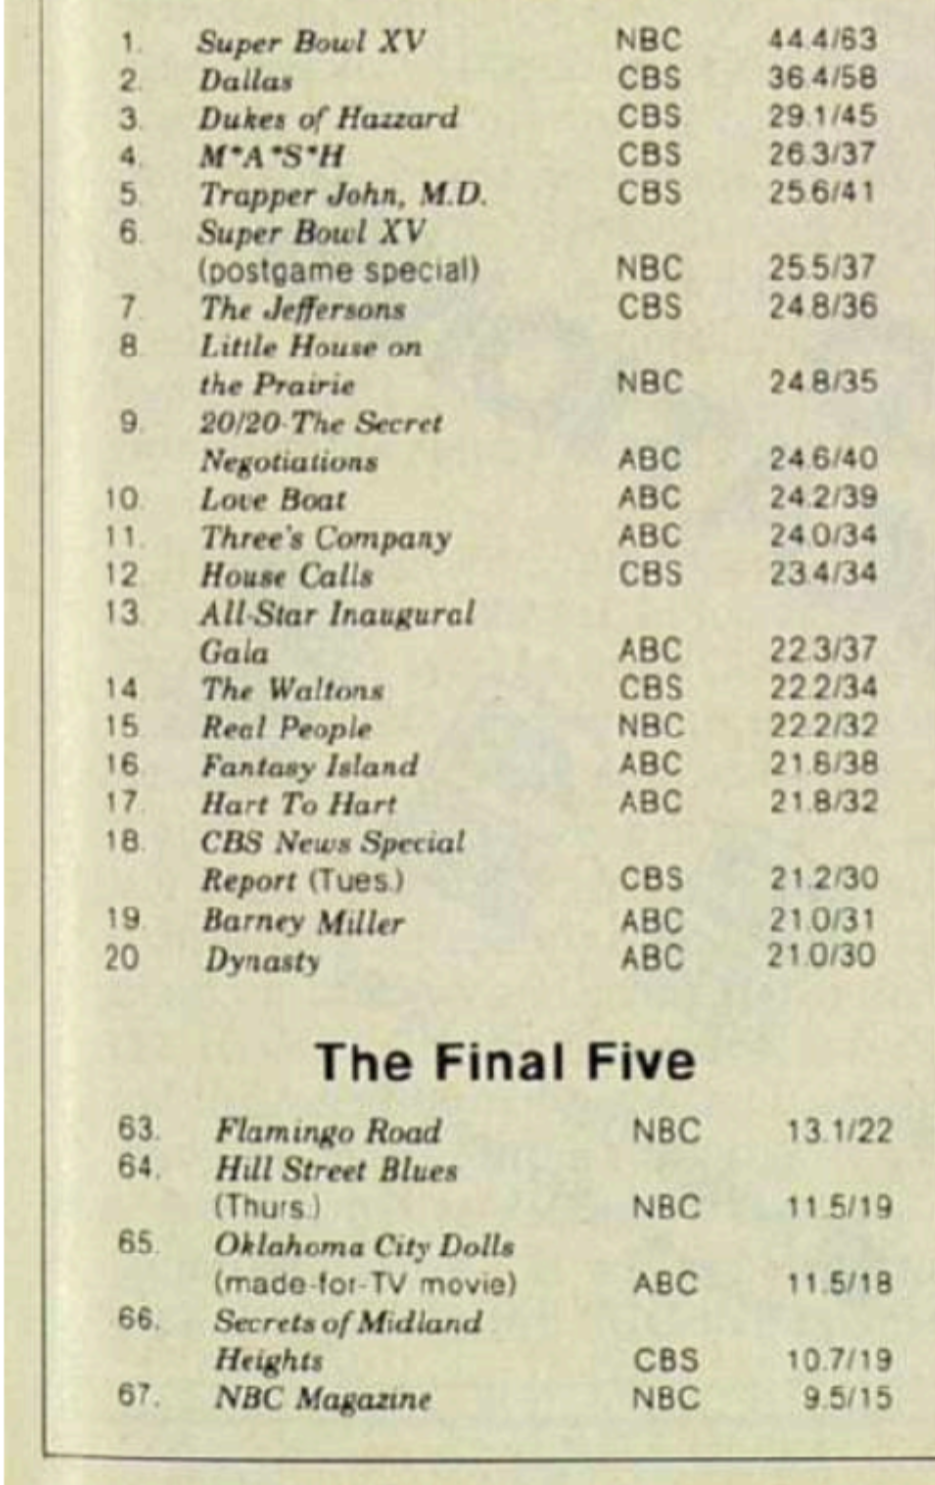 1. Super Bowl XV NBC 44.4/63
2. Dallas CBS 36.4/58
3. Dukes of Hazzard CBS 29.1/45
4. M*A*S*H CBS 26.3/37
5. Trapper John, M.D. CBS 25.6/41
6. Super Bowl XV
(postgame special) NBC 25.5/37
7. The Jeffersons CBS 24.8/36
8. Little House on
the Prairie NBC 24.8/35
9. 20/20-The Secret
Negotiations ABC 24.6/40
10. Love Boat ABC 24.2/39
11. Three's Company ABC 24.0/34
12. House Calls CBS 23.4/34
13. All-Star Inaugural
Gala ABC 22.3/37
14. The Waltons CBS 22.2/34
15. Real People NBC 22.2/32
16. Fantasy Island ABC 21.8/38
17. Hart To Hart ABC 21.8/32
18. CBS News Special
Report (Tues.) CBS 21.2/30
19. Barney Miller ABC 21.0/31
20 Dynasty ABC 21.0/30
The Final Five
63. Flamingo Road NBC 13.1/22
64. Hill Street Blues
(Thurs.) NBC 11.5/19
65. Oklahoma City Dolls
(made-for-TV movie) ABC 11.5/18
66. Secrets of Midland
Heights CBS 10.7/19
67. NBC Magazine NBC 9.5/15